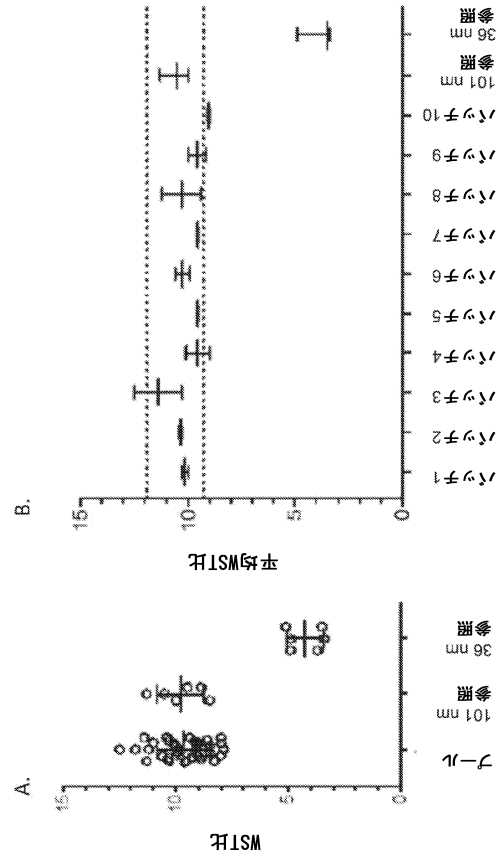 A.
WST比
15
10
5
0
プール
101 nm
参照
36 nm
参照
B.
平均WST比
15
10
5
0
バッチ1
バッチ2
バッチ3
バッチ4
バッチ5
バッチ6
バッチ7
バッチ8
バッチ9
バッチ10
101 nm
参照
36 nm
参照